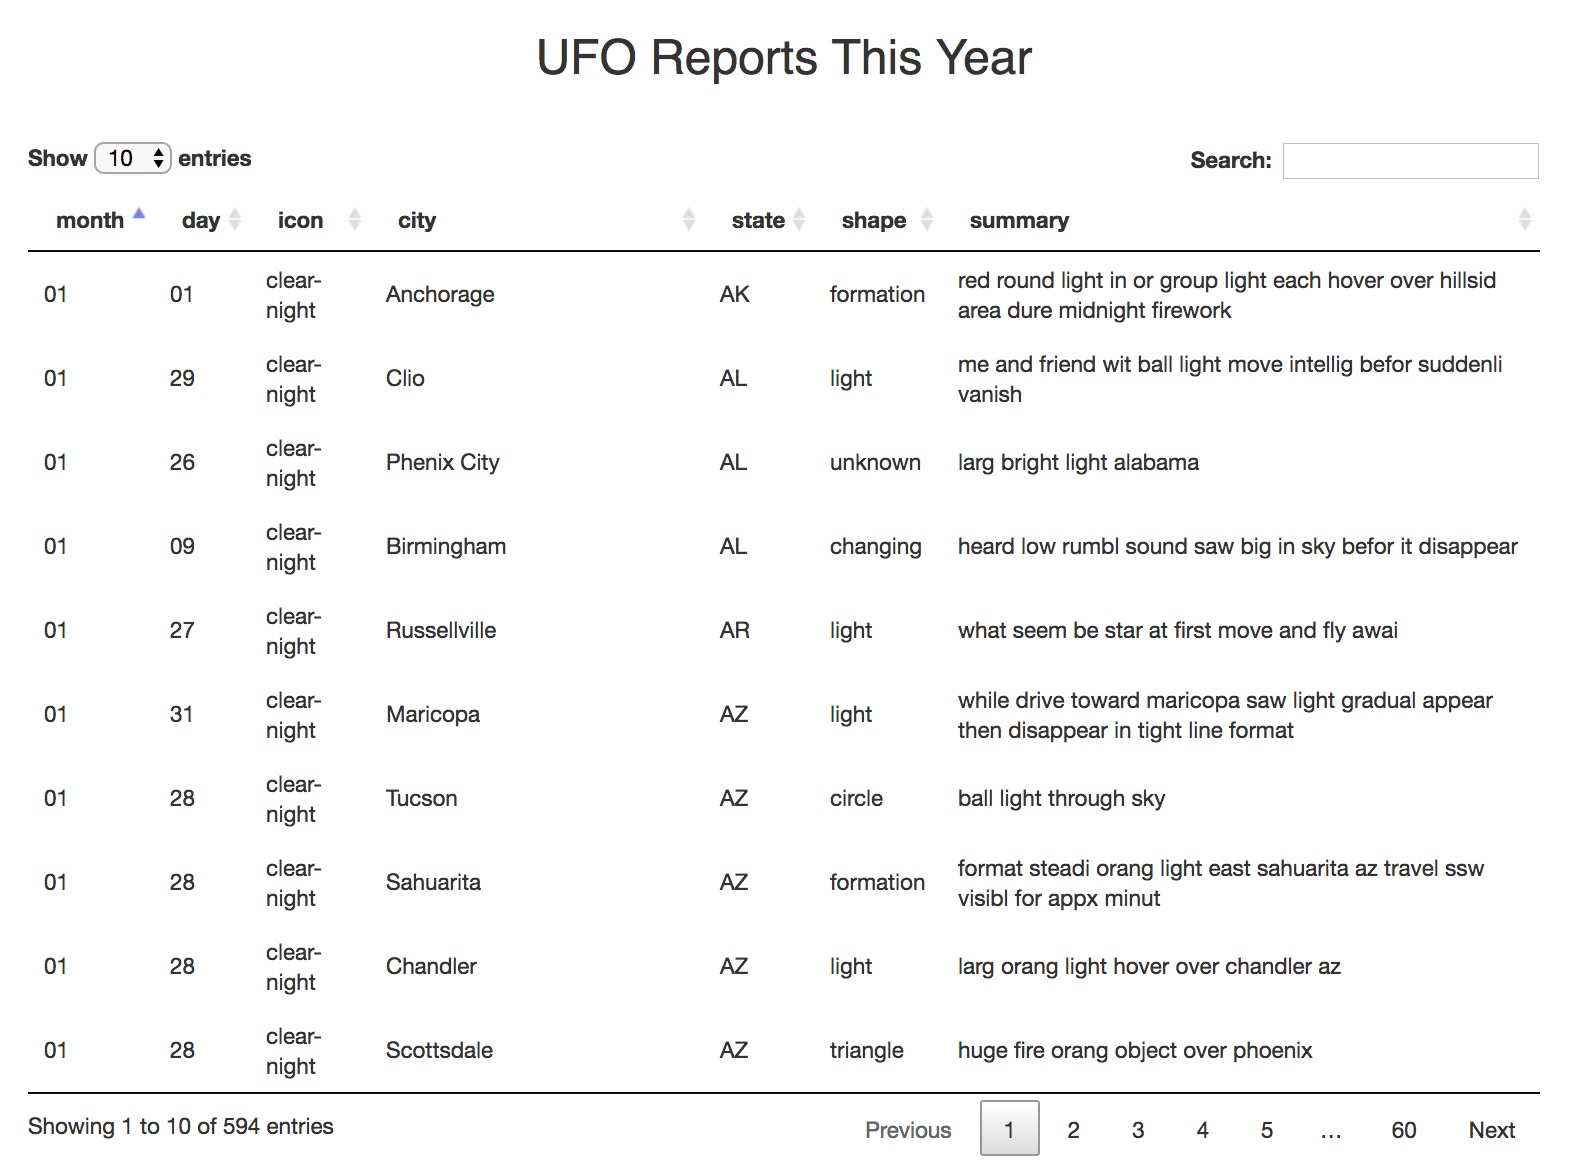 UFO Reports This Year
Show 10 entries Search:
month day icon city state shape summary
01 01 clear-night Anchorage AK formation red round light in or group light each hover over hillsid
area dure midnight firework
01 29 clear-night Clio AL light me and friend wit ball light move intellig befor suddenli
vanish
01 26 clear-night Phenix City AL unknown larg bright light alabama
01 09 clear-night Birmingham AL changing heard low rumbl sound saw big in sky befor it disappear
01 27 clear-night Russellville AR light what seem be star at first move and fly awai
01 31 clear-night Maricopa AZ light while drive toward maricopa saw light gradual appear
then disappear in tight line format
01 28 clear-night Tucson AZ circle ball light through sky
01 28 clear-night Sahuarita AZ formation format steadi orang light east sahuarita az travel ssw
visibl for appx minut
01 28 clear-night Chandler AZ light larg orang light hover over chandler az
01 28 clear-night Scottsdale AZ triangle huge fire orang object over phoenix
Showing 1 to 10 of 594 entries Previous 1 2 3 4 5 … 60 Next